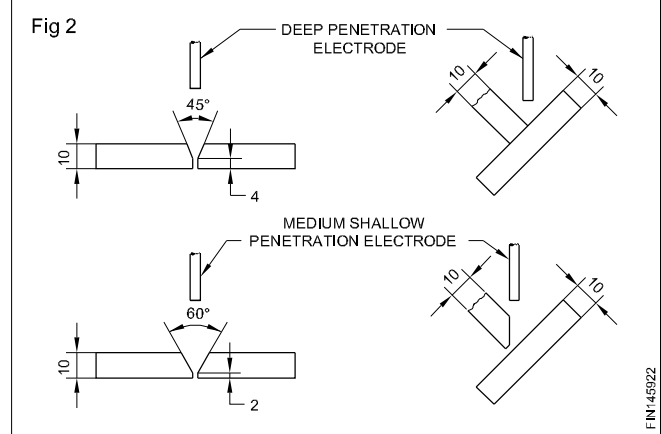 Fig 2
DEEP PENETRATION
ELECTRODE
45°
10
4
10
10
MEDIUM SHALLOW
PENETRATION ELECTRODE
60°
10
2
10
10
FIN145922